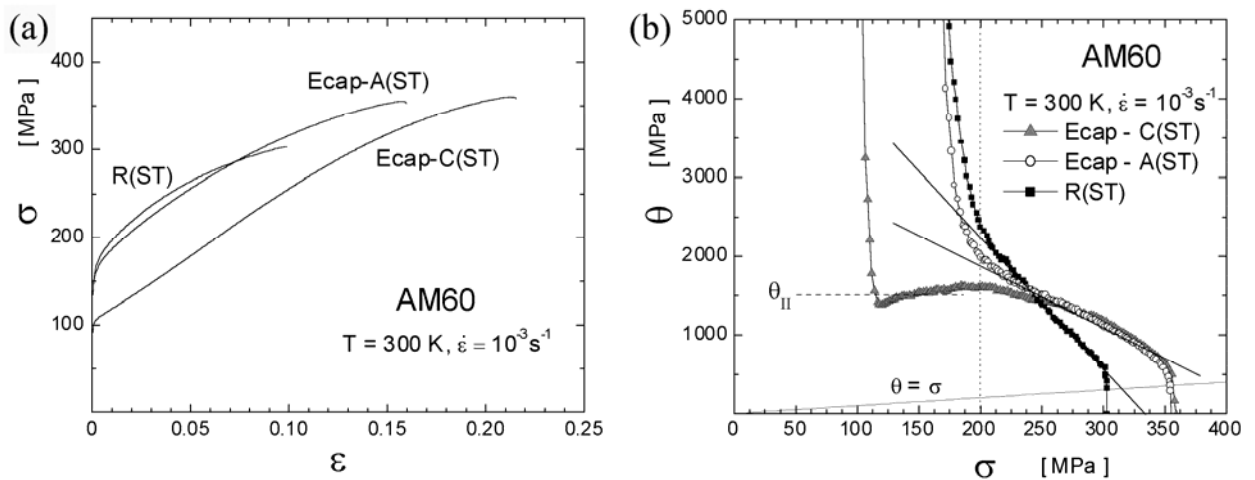 (a)
400
300
200
100
0
σ [MPa]
Ecap-A(ST)
R(ST)
Ecap-C(ST)
AM60
T = 300 K, ε̇ = 10⁻³s⁻¹
0 0.05 0.10 0.15 0.20 0.25
ε
(b)
5000
4000
3000
2000
1000
0
θ [MPa]
AM60
T = 300 K, ε̇ = 10⁻³s⁻¹
Ecap - C(ST)
Ecap - A(ST)
R(ST)
θII
θ = σ
0 50 100 150 200 250 300 350 400
σ [MPa]